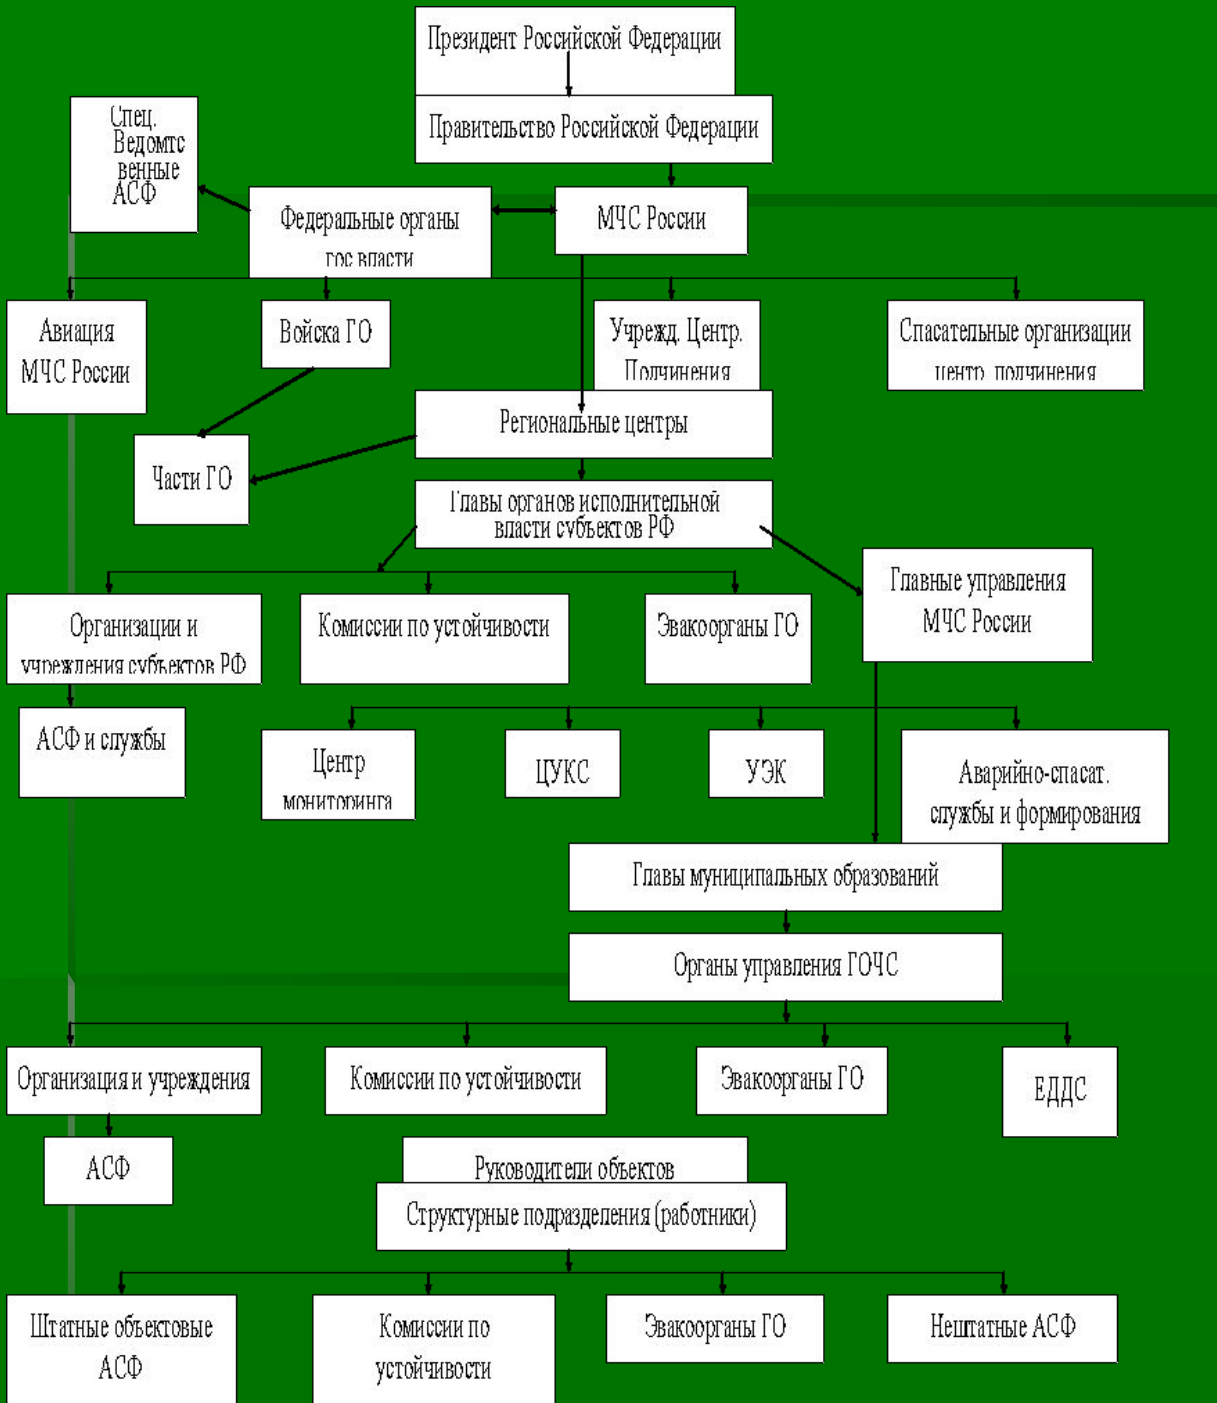 Президент Российской Федерации
Правительство Российской Федерации
Спец.
Ведомтс
венные
АСФ
Федеральные органы
гос власти
МЧС России
Авиация
МЧС России
Войска ГО
Учрежд. Центр.
Подчинения
Спасательные организации
центр. подчинения
Региональные центры
Части ГО
Главы органов исполнительной
власти субъектов РФ
Главные управления
МЧС России
Организации и
учреждения субъектов РФ
Комиссии по устойчивости
Эвакоорганы ГО
АСФ и службы
Центр
мониторинга
ЦУКС
УЭК
Аварийно-спасат.
службы и формирования
Главы муниципальных образований
Органы управления ГОЧС
Организация и учреждения
Комиссии по устойчивости
Эвакоорганы ГО
ЕДДС
АСФ
Руководители объектов
Структурные подразделения (работники)
Штатные объектовые
АСФ
Комиссии по
устойчивости
Эвакоорганы ГО
Нештатные АСФ